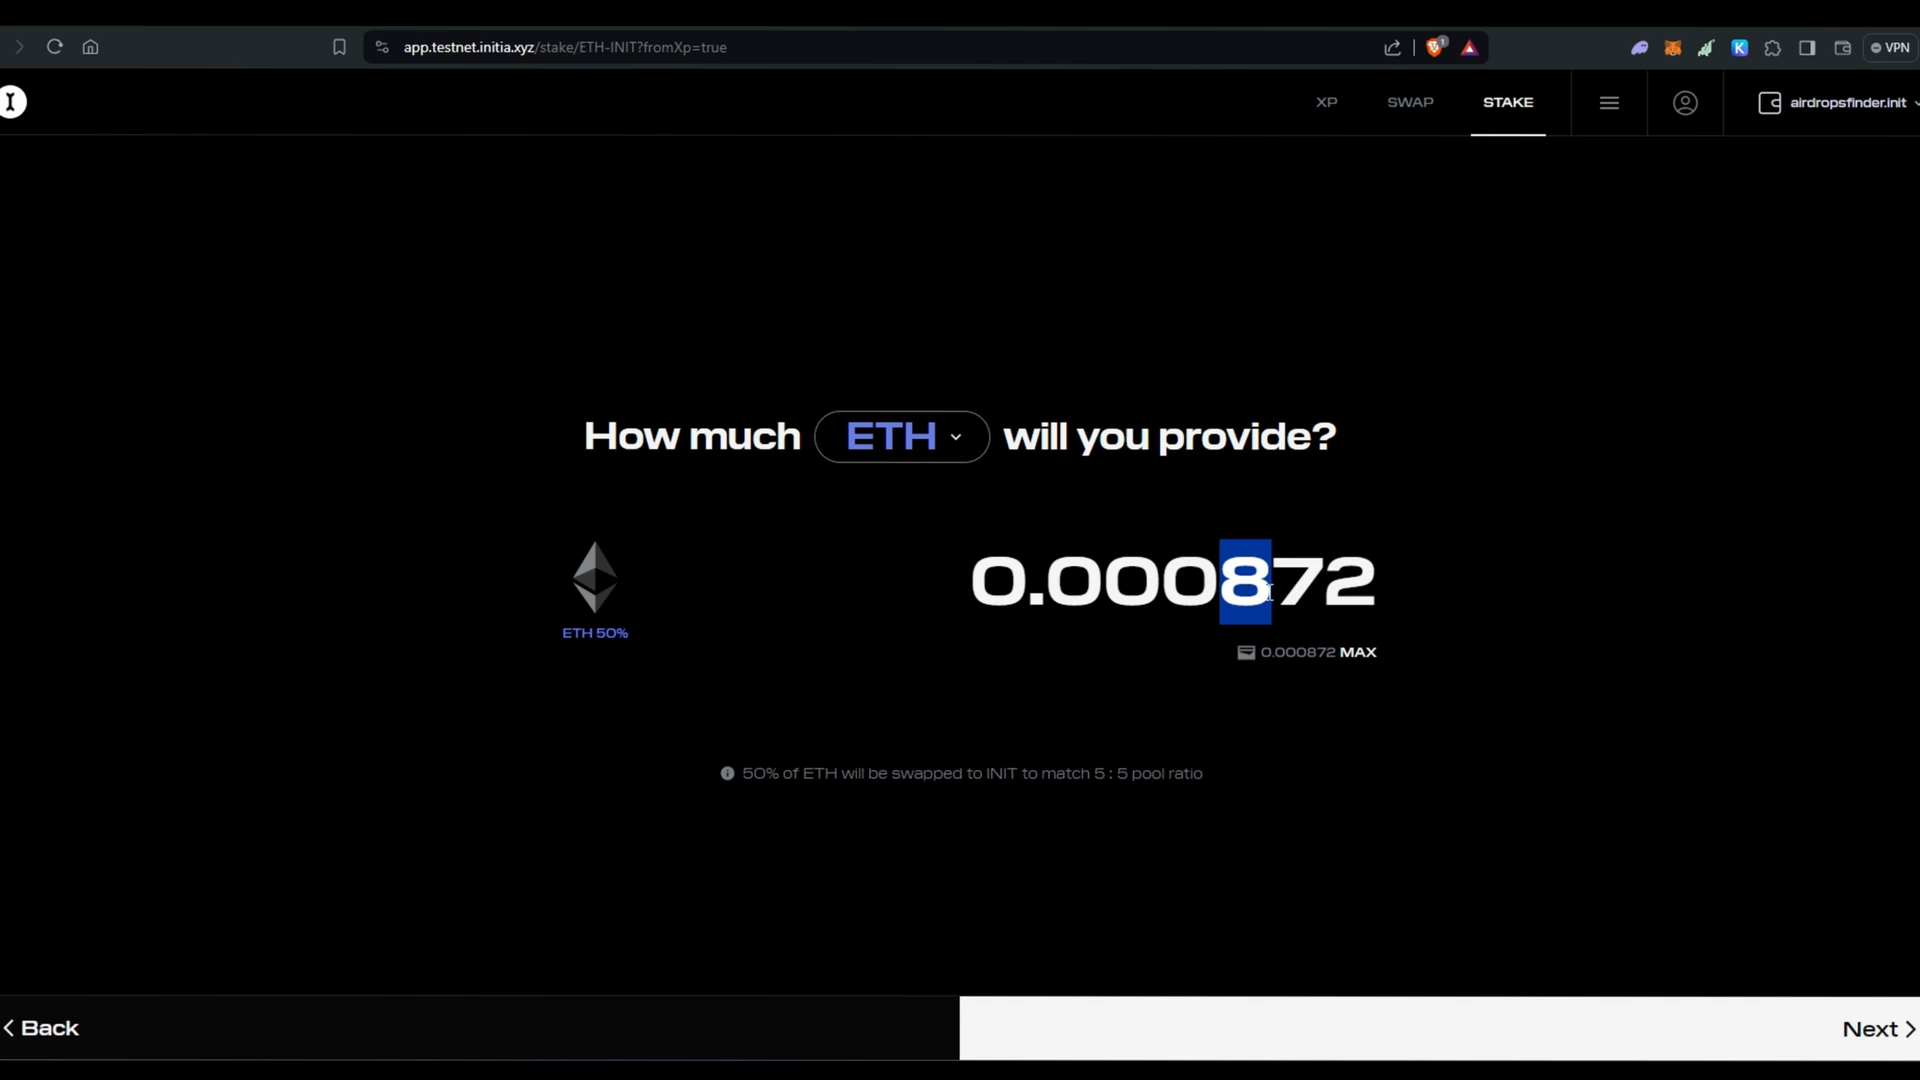 app.testnet.initia.xyz/stake/ETH-INIT?fromXp=true
1
K
VPN
I
XP
SWAP
STAKE
airdropsfinder.init
How much ETH will you provide?
0.000872
ETH 50%
0.000872 MAX
50% of ETH will be swapped to INIT to match 5 : 5 pool ratio
Back
Next